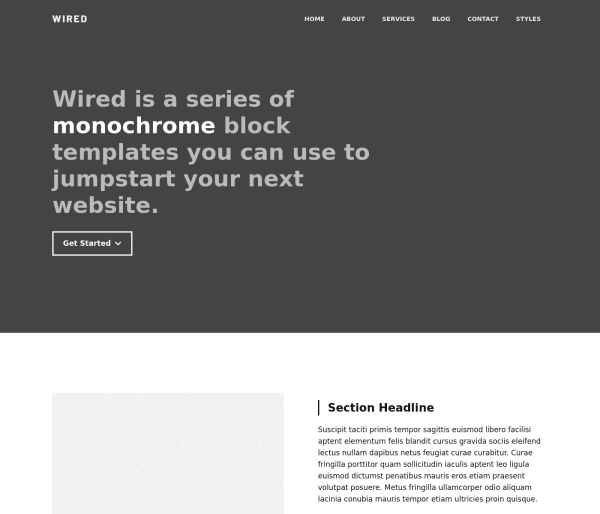 WIRED
HOME ABOUT SERVICES BLOG CONTACT STYLES
Wired is a series of
monochrome block
templates you can use to
jumpstart your next
website.
Get Started
Section Headline
Suscipit taciti primis tempor sagittis euismod libero facilisi
aptent elementum felis blandit cursus gravida sociis eleifend
lectus nullam dapibus netus feugiat curae curabitur. Curae
fringilla porttitor quam sollicitudin iaculis aptent leo ligula
euismod dictumst penatibus mauris eros etiam praesent
volutpat posuere. Metus fringilla ullamcorper odio aliquam
lacinia conubia mauris tempor etiam ultricies proin quisque.